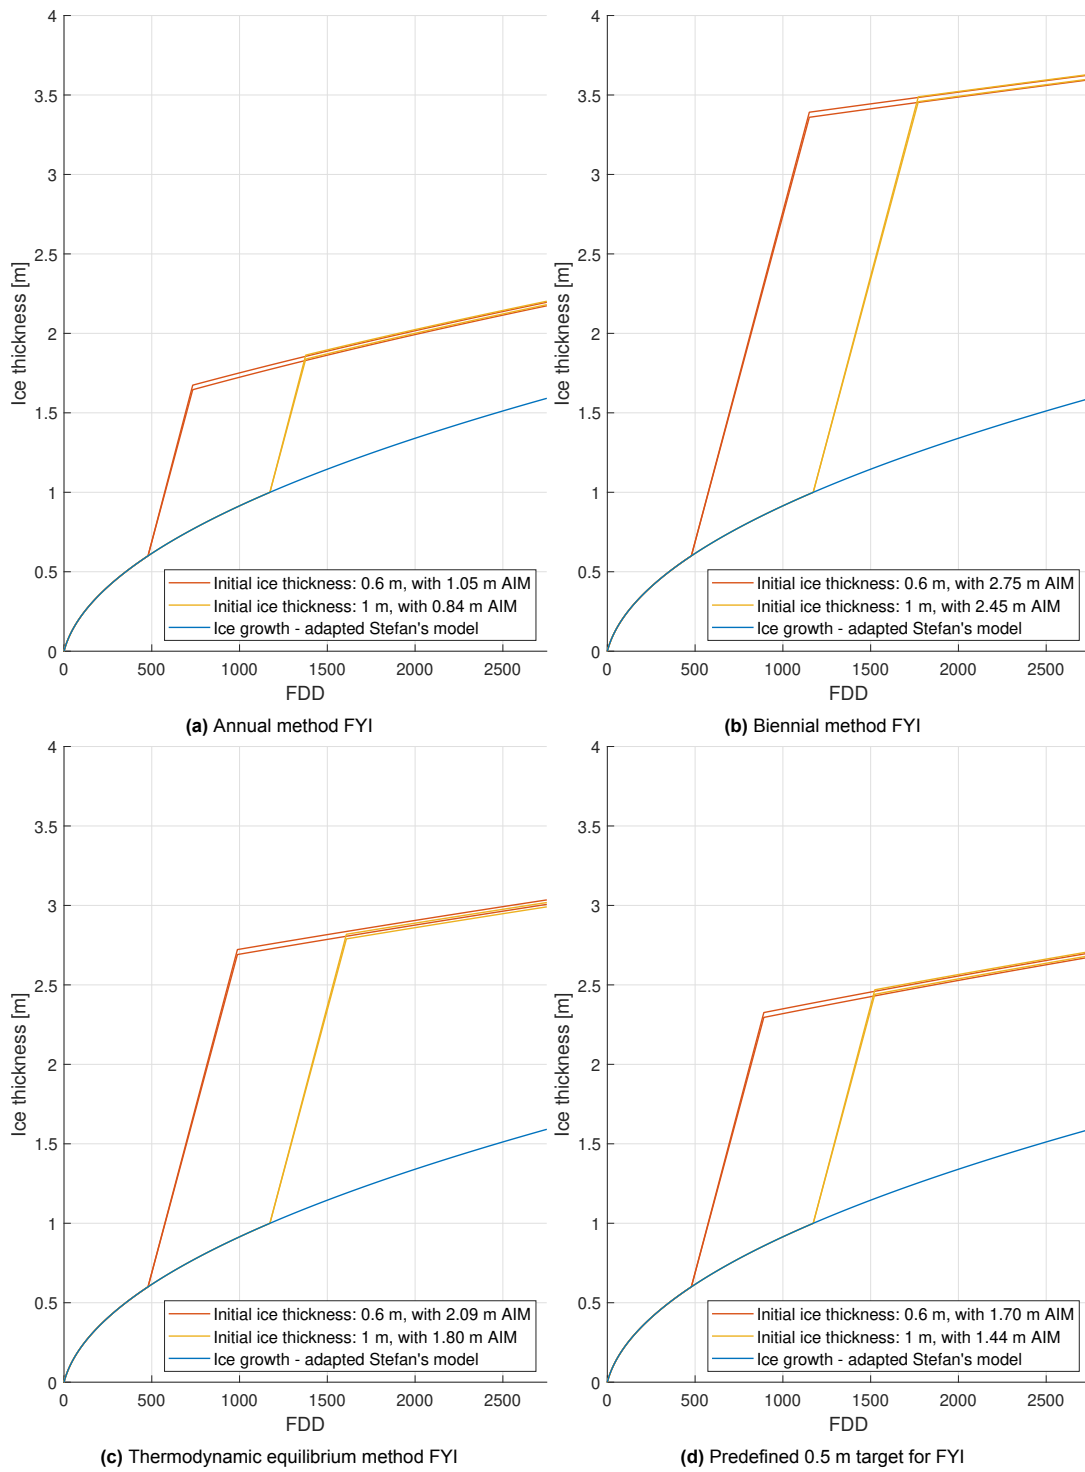 4
3.5
3
2.5
2
1.5
1
0.5
0
Ice thickness [m]
Initial ice thickness: 0.6 m, with 1.05 m AIM
Initial ice thickness: 1 m, with 0.84 m AIM
Ice growth - adapted Stefan's model
0 500 1000 1500 2000 2500
FDD
(a) Annual method FYI
4
3.5
3
2.5
2
1.5
1
0.5
0
Ice thickness [m]
Initial ice thickness: 0.6 m, with 2.75 m AIM
Initial ice thickness: 1 m, with 2.45 m AIM
Ice growth - adapted Stefan's model
0 500 1000 1500 2000 2500
FDD
(b) Biennial method FYI
4
3.5
3
2.5
2
1.5
1
0.5
0
Ice thickness [m]
Initial ice thickness: 0.6 m, with 2.09 m AIM
Initial ice thickness: 1 m, with 1.80 m AIM
Ice growth - adapted Stefan's model
0 500 1000 1500 2000 2500
FDD
(c) Thermodynamic equilibrium method FYI
4
3.5
3
2.5
2
1.5
1
0.5
0
Ice thickness [m]
Initial ice thickness: 0.6 m, with 1.70 m AIM
Initial ice thickness: 1 m, with 1.44 m AIM
Ice growth - adapted Stefan's model
0 500 1000 1500 2000 2500
FDD
(d) Predefined 0.5 m target for FYI